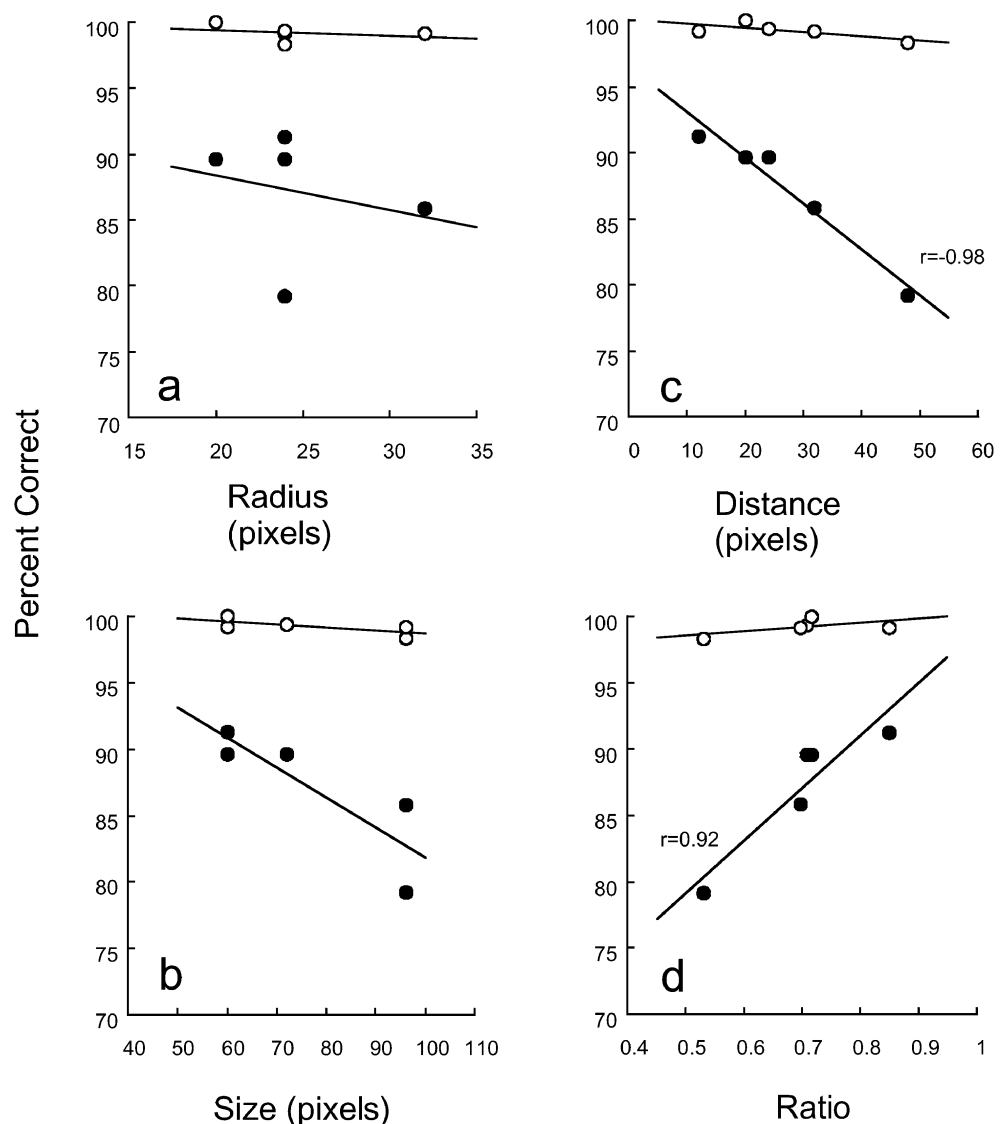 Percent Correct
100
95
90
85
80
75
70
a
15 20 25 30 35
Radius
(pixels)
100
95
90
85
80
75
70
r=-0.98
c
0 10 20 30 40 50 60
Distance
(pixels)
100
95
90
85
80
75
70
b
40 50 60 70 80 90 100 110
Size (pixels)
100
95
90
85
80
75
70
r=0.92
d
0.4 0.5 0.6 0.7 0.8 0.9 1
Ratio